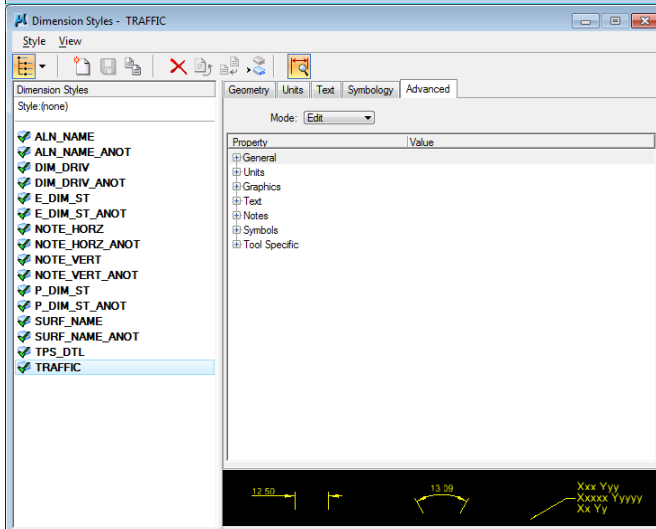 Dimension Styles - TRAFFIC
Style View
Dimension Styles
Style:(none)
ALN_NAME
ALN_NAME_ANOT
DIM_DRIV
DIM_DRIV_ANOT
E_DIM_ST
E_DIM_ST_ANOT
NOTE_HORZ
NOTE_HORZ_ANOT
NOTE_VERT
NOTE_VERT_ANOT
P_DIM_ST
P_DIM_ST_ANOT
SURF_NAME
SURF_NAME_ANOT
TPS_DTL
TRAFFIC
Geometry Units Text Symbology Advanced
Mode: Edit
Property Value
General
Units
Graphics
Text
Notes
Symbols
Tool Specific
12.50
13.09
Xxx Yyy
Xxxxx Yyyyy
Xx Yy